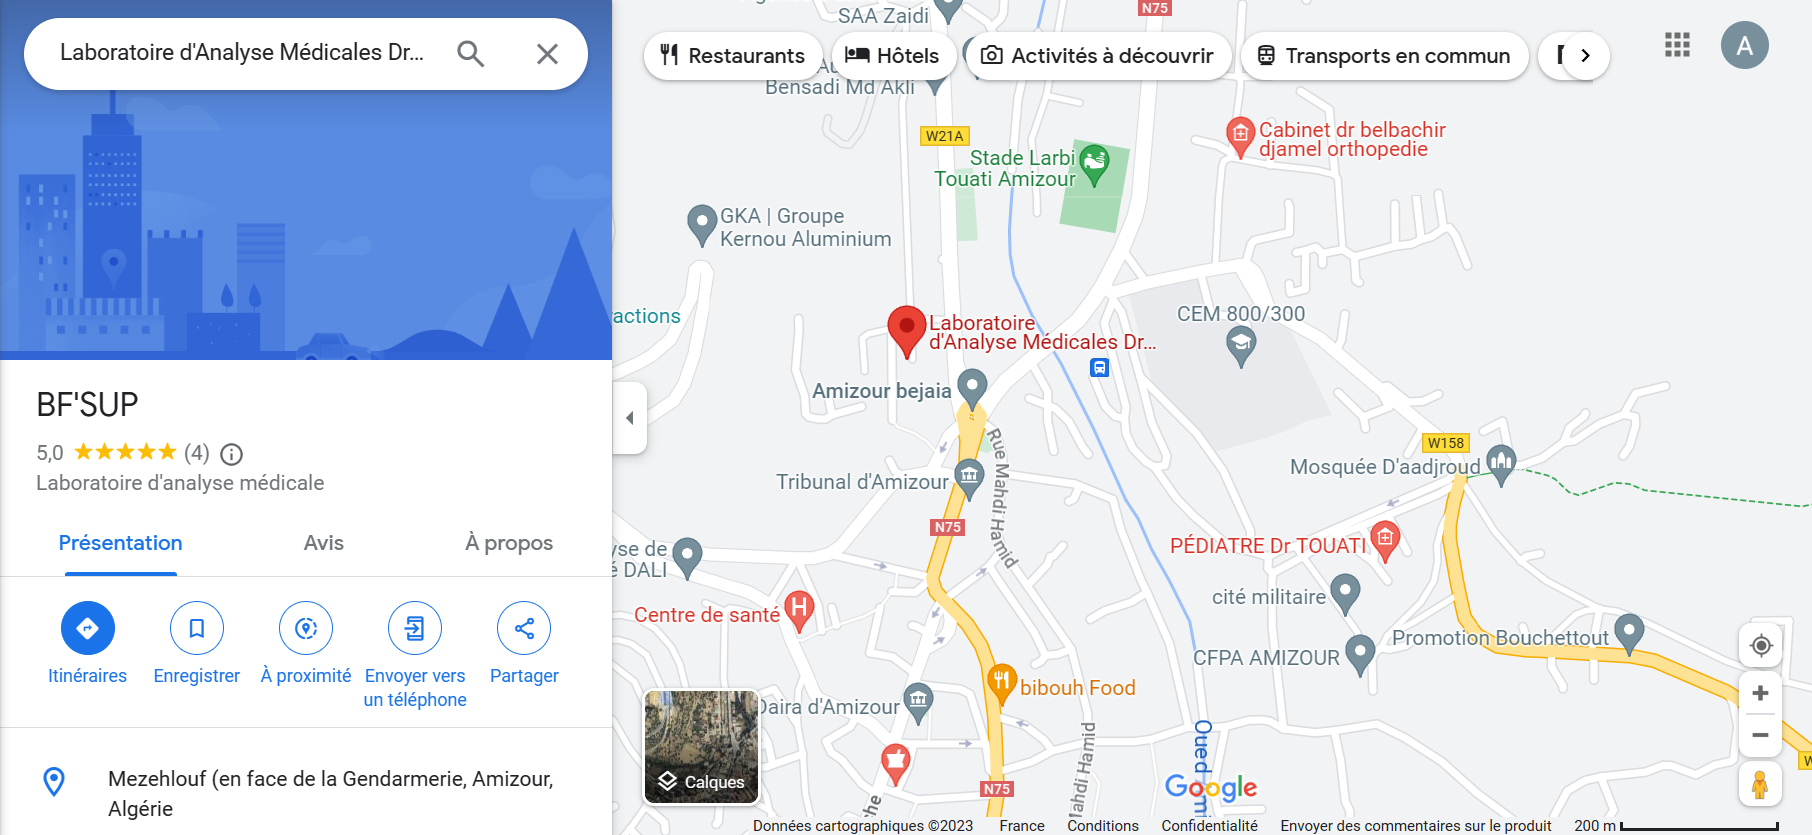 Laboratoire d'Analyse Médicales Dr...
BF'SUP
5,0 (4)
Laboratoire d'analyse médicale
Présentation
Avis
À propos
Itinéraires
Enregistrer
À proximité
Envoyer vers
un téléphone
Partager
Mezehlouf (en face de la Gendarmerie, Amizour,
Algérie
Restaurants
Hôtels
Activités à découvrir
Transports en commun
A
SAA Zaidi
N75
Bensadi Md Akli
W21A
Cabinet dr belbachir
djamel orthopedie
Stade Larbi
Touati Amizour
GKA | Groupe
Kernou Aluminium
actions
CEM 800/300
Laboratoire
d'Analyse Médicales Dr...
Amizour bejaia
Rue Mahdi Hamid
W158
Mosquée D'aadjroud
Tribunal d'Amizour
N75
PÉDIATRE Dr TOUATI
yse de
é DALI
cité militaire
Centre de santé
H
Promotion Bouchettout
CFPA AMIZOUR
bibouh Food
Daira d'Amizour
Mahdi Hamid
Oued
Calques
Google
N75
che
W
Données cartographiques ©2023
France
Conditions
Confidentialité
Envoyer des commentaires sur le produit
200 m